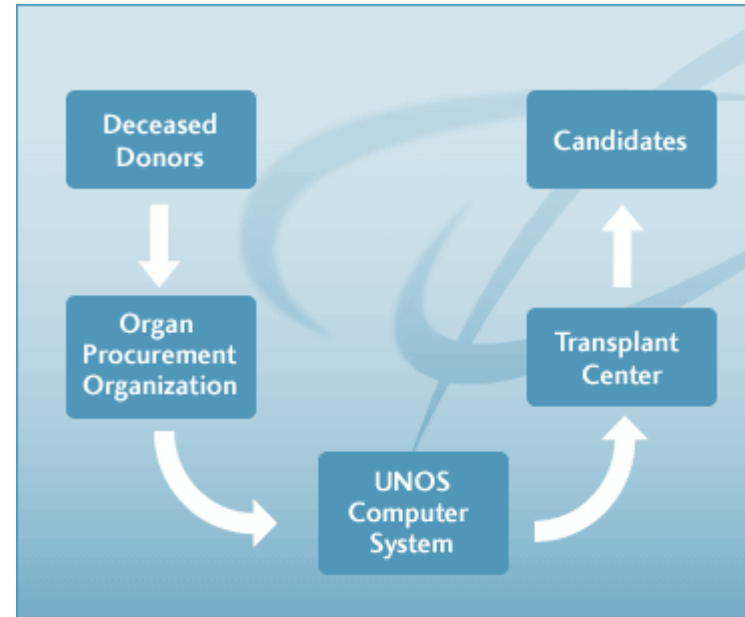 Deceased
Donors
Organ
Procurement
Organization
UNOS
Computer
System
Transplant
Center
Candidates